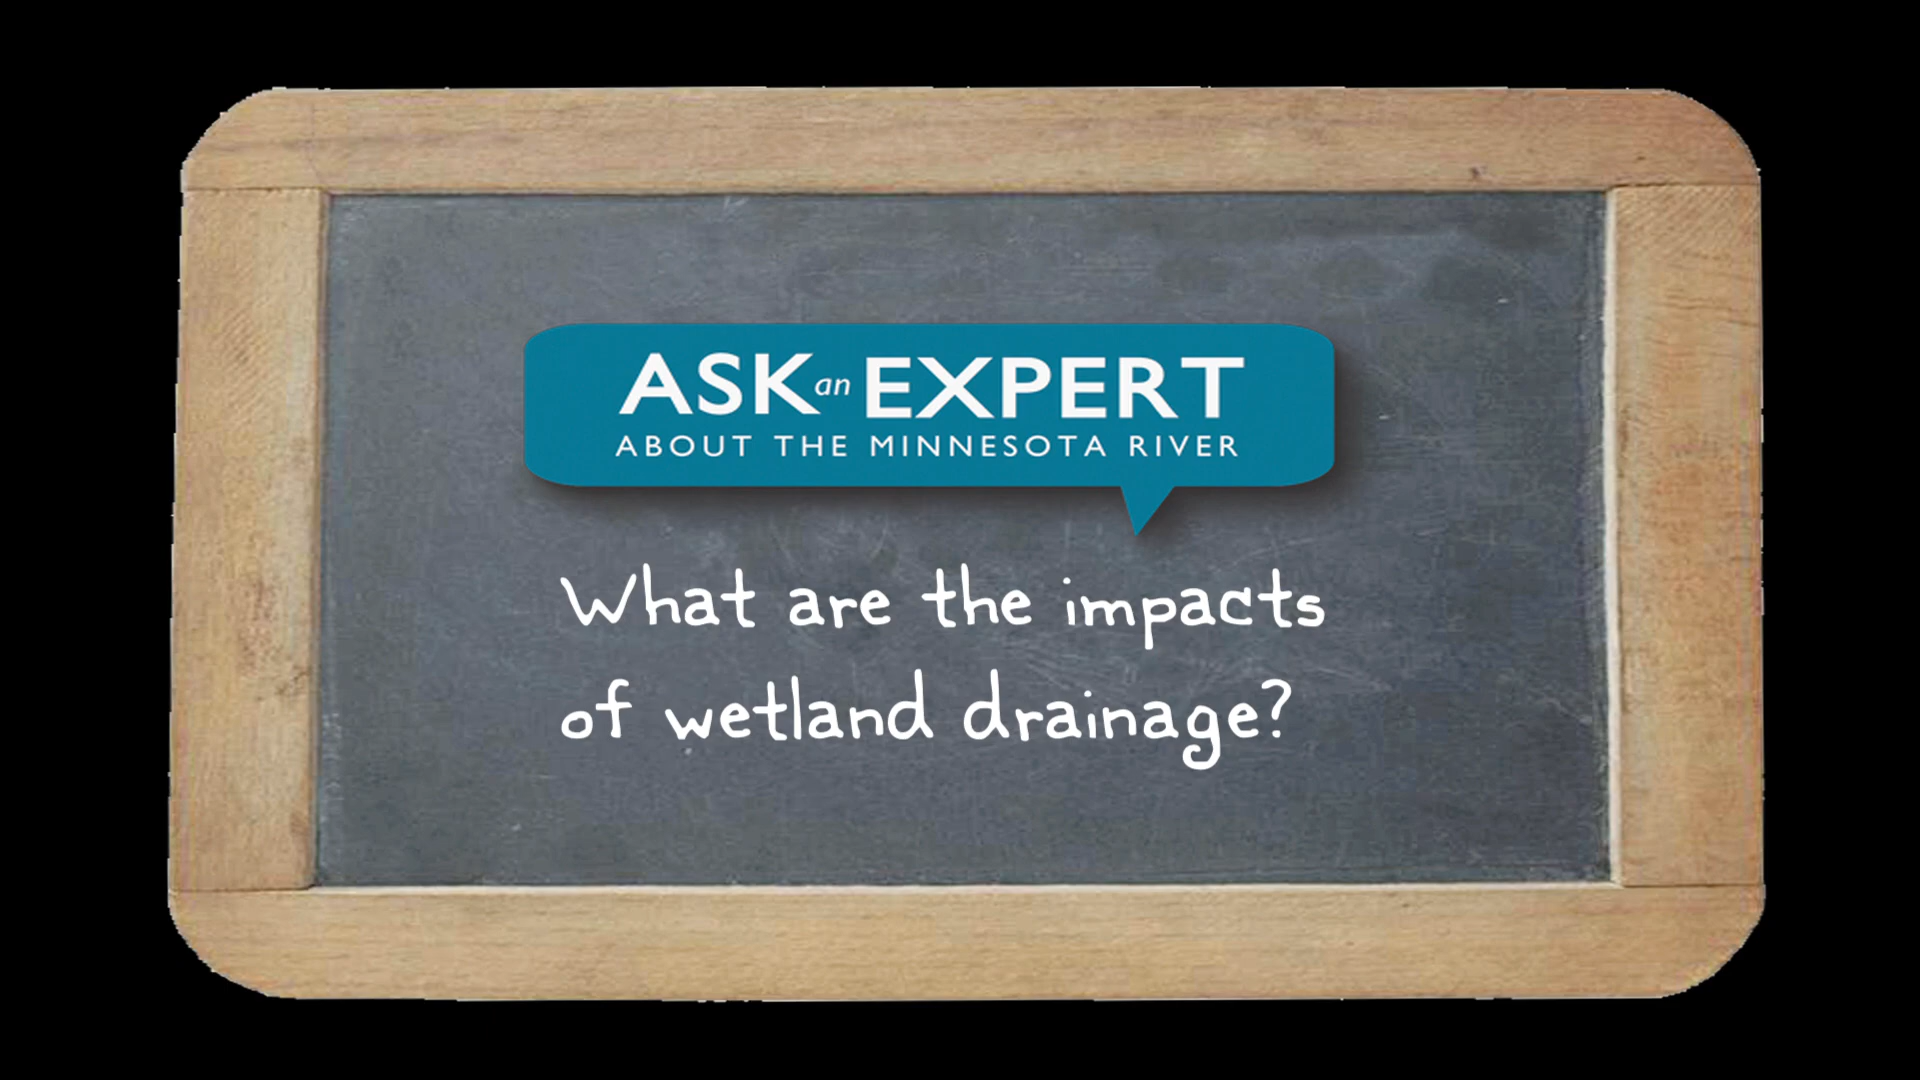 ASK an EXPERT
ABOUT THE MINNESOTA RIVER
What are the impacts
of wetland drainage?